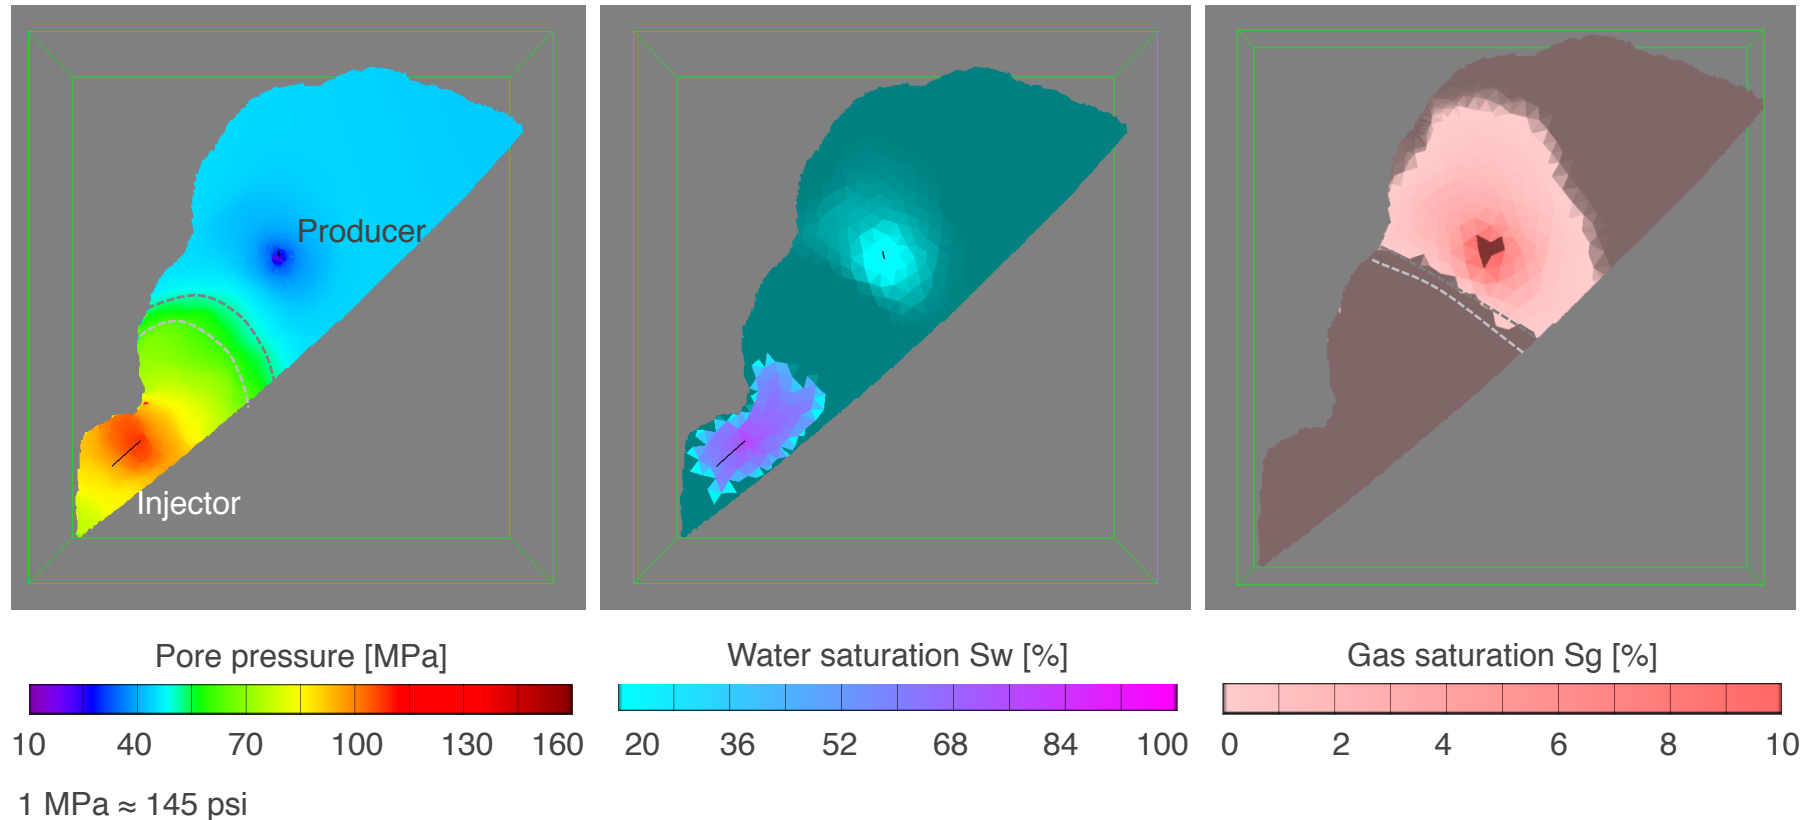 Producer
Injector
Pore pressure [MPa]
10 40 70 100 130 160
1 MPa ≈ 145 psi
Water saturation Sw [%]
20 36 52 68 84 100
Gas saturation Sg [%]
0 2 4 6 8 10